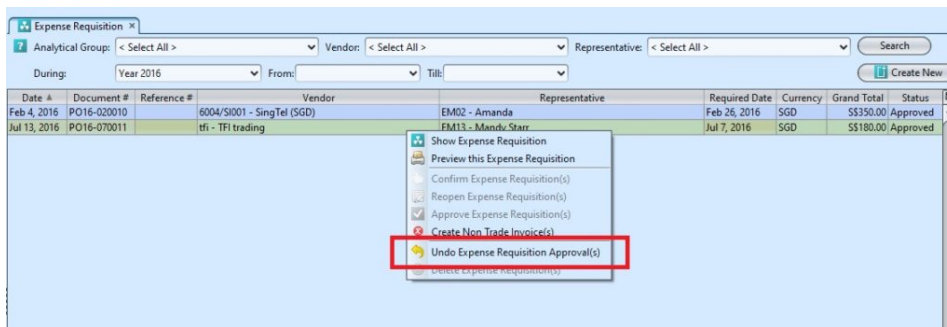 Expense Requisition ×
? Analytical Group: < Select All > Vendor: < Select All > Representative: < Select All > Search
During: Year 2016 From: Till: Create New
Date Document # Reference # Vendor Representative Required Date Currency Grand Total Status
Feb 4, 2016 PO16-020010 6004/SI001 - SingTel (SGD) EM02 - Amanda Feb 26, 2016 SGD S$350.00 Approved
Jul 13, 2016 PO16-070011 tfi - TFI trading EM13 - Mandy Starr Jul 7, 2016 SGD S$180.00 Approved
Show Expense Requisition
Preview this Expense Requisition
Confirm Expense Requisition(s)
Reopen Expense Requisition(s)
Approve Expense Requisition(s)
Create Non Trade Invoice(s)
Undo Expense Requisition Approval(s)
Delete Expense Requisition(s)